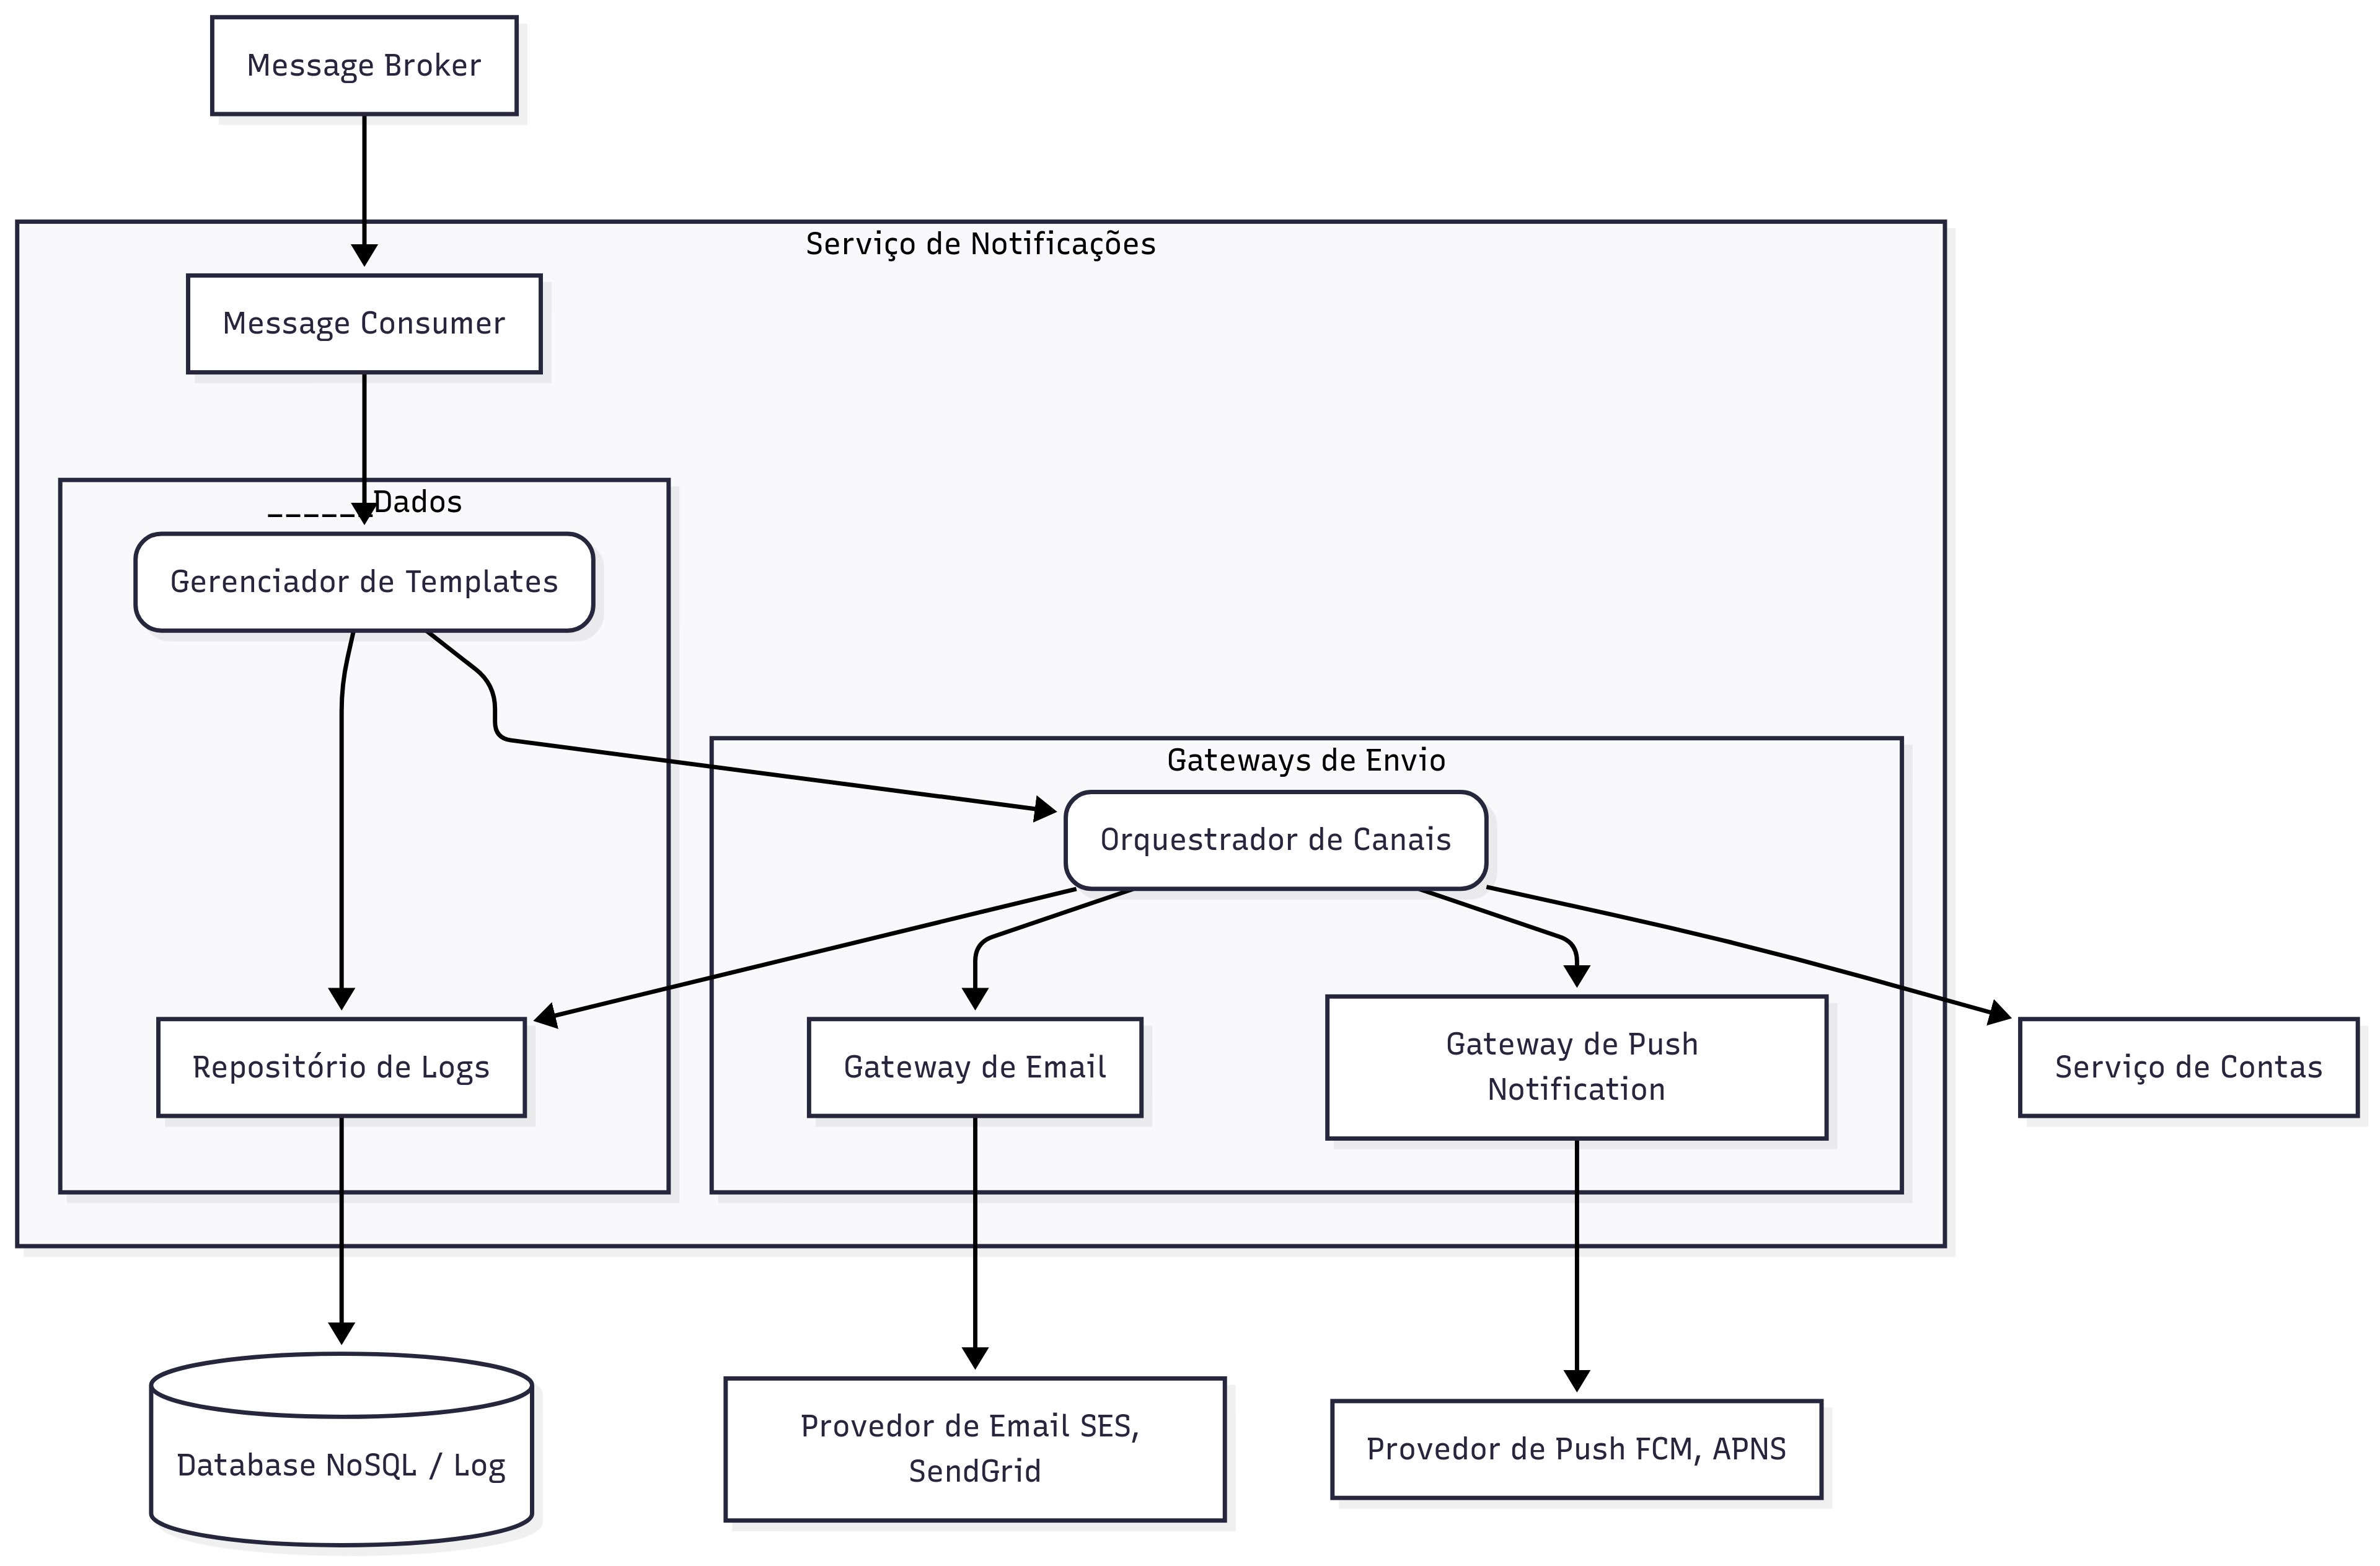 Message Broker
Serviço de Notificações
Message Consumer
______Dados
Gerenciador de Templates
Gateways de Envio
Orquestrador de Canais
Repositório de Logs
Gateway de Email
Gateway de Push
Notification
Serviço de Contas
Database NoSQL / Log
Provedor de Email SES,
SendGrid
Provedor de Push FCM, APNS